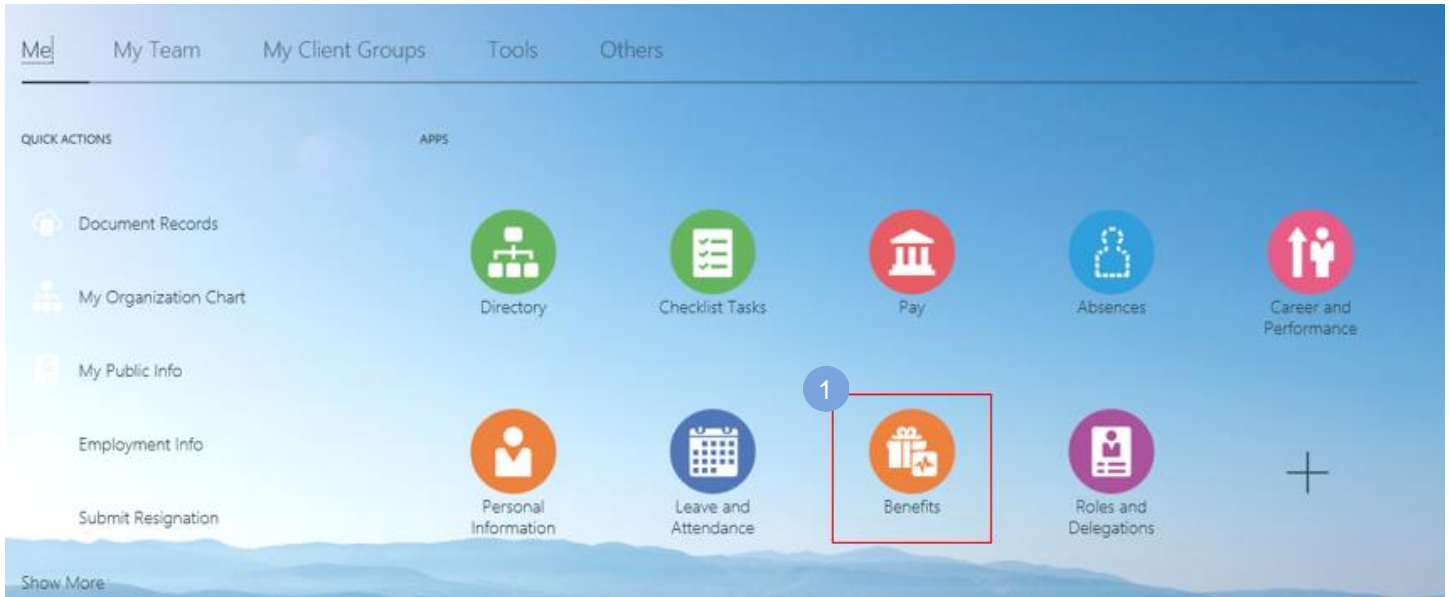 Me My Team My Client Groups Tools Others
QUICK ACTIONS
APPS
Document Records
My Organization Chart
My Public Info
Employment Info
Submit Resignation
Show More
Directory
Checklist Tasks
Pay
Absences
Career and
Performance
1
Personal
Information
Leave and
Attendance
Benefits
Roles and
Delegations